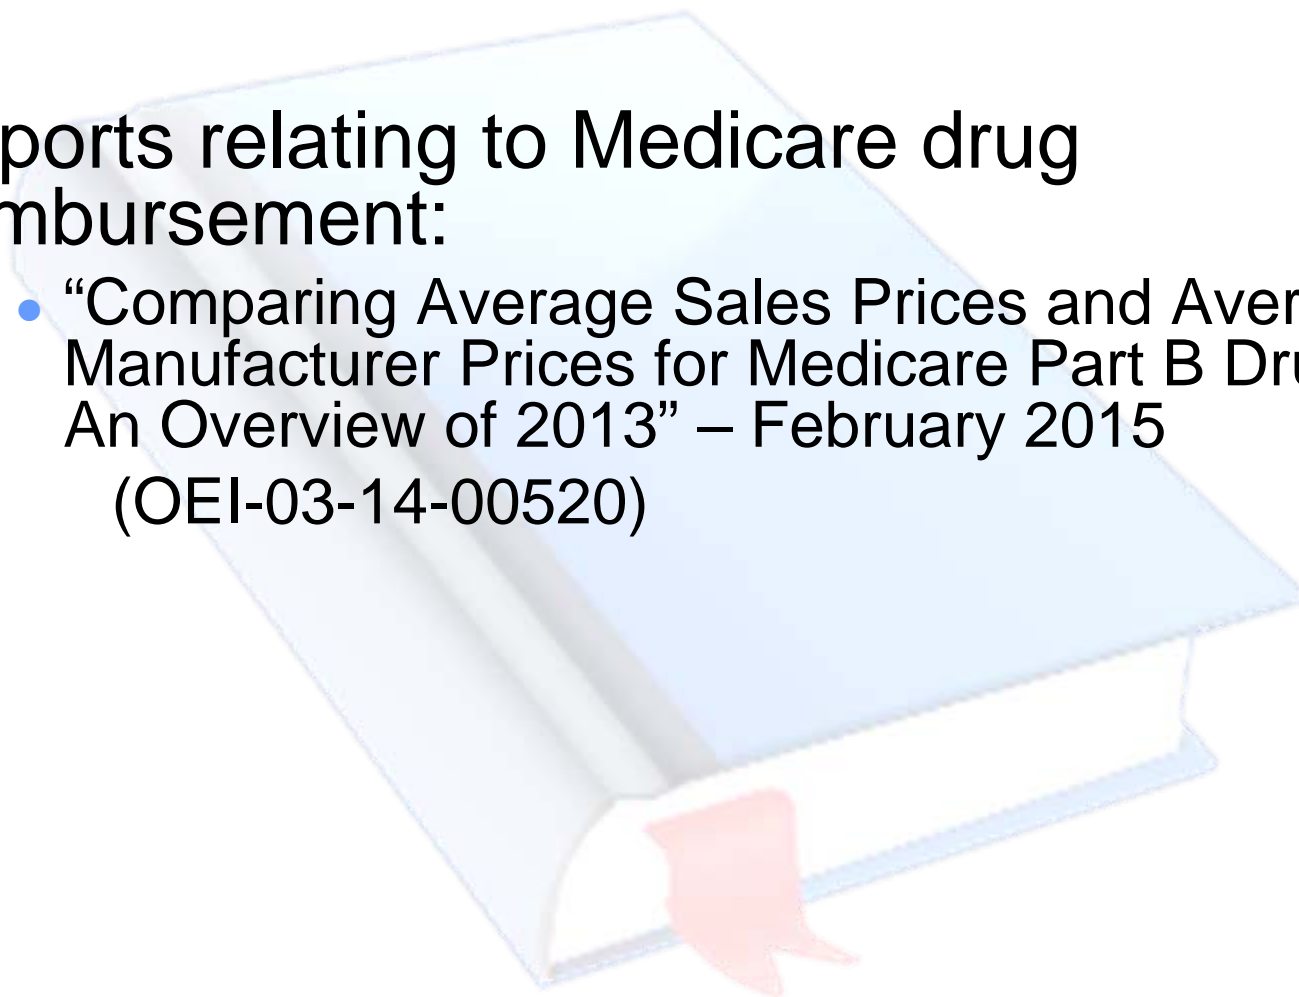 ports relating to Medicare drug
mbursement:
• “Comparing Average Sales Prices and Aver
Manufacturer Prices for Medicare Part B Dru
An Overview of 2013” – February 2015
(OEI-03-14-00520)